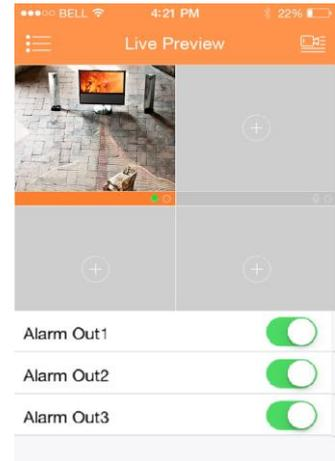 BELL 4:21 PM 22%
Live Preview
Alarm Out1
Alarm Out2
Alarm Out3